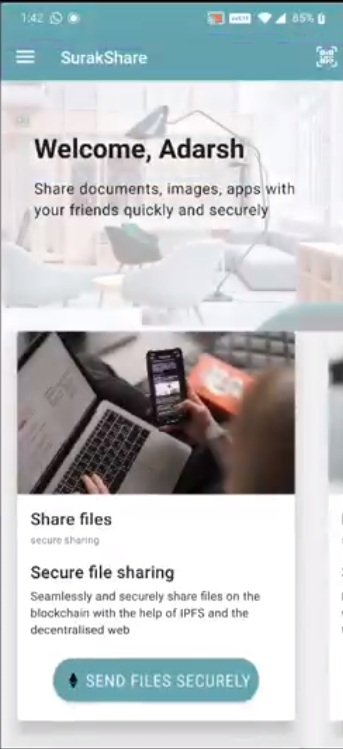 1:42
85%
SurakShare
Welcome, Adarsh
Share documents, images, apps with
your friends quickly and securely
Share files
secure sharing
Secure file sharing
Seamlessly and securely share files on the
blockchain with the help of IPFS and the
decentralised web
SEND FILES SECURELY